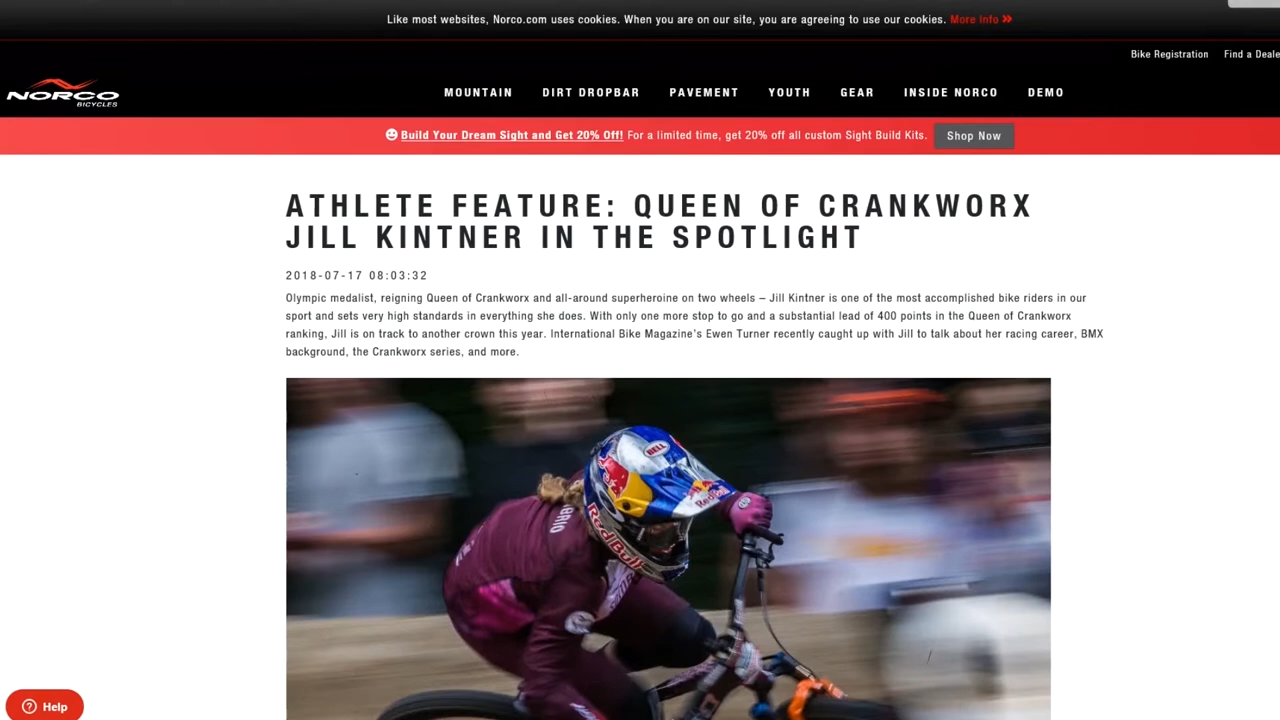 Like most websites, Norco.com uses cookies. When you are on our site, you are agreeing to use our cookies. More Info »
Bike Registration Find a Deale
NORCO
BICYCLES
MOUNTAIN DIRT DROPBAR PAVEMENT YOUTH GEAR INSIDE NORCO DEMO
Build Your Dream Sight and Get 20% Off! For a limited time, get 20% off all custom Sight Build Kits. Shop Now
ATHLETE FEATURE: QUEEN OF CRANKWORX
JILL KINTNER IN THE SPOTLIGHT
2018-07-17 08:03:32
Olympic medalist, reigning Queen of Crankworx and all-around superheroine on two wheels – Jill Kintner is one of the most accomplished bike riders in our
sport and sets very high standards in everything she does. With only one more stop to go and a substantial lead of 400 points in the Queen of Crankworx
ranking, Jill is on track to another crown this year. International Bike Magazine's Ewen Turner recently caught up with Jill to talk about her racing career, BMX
background, the Crankworx series, and more.
BELL
Red Bull
Red Bull
? Help